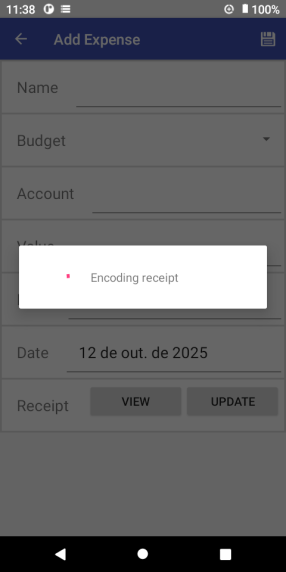 11:38
100%
Add Expense
Name
Budget
Account
Value
Encoding receipt
Date
12 de out. de 2025
Receipt
VIEW
UPDATE